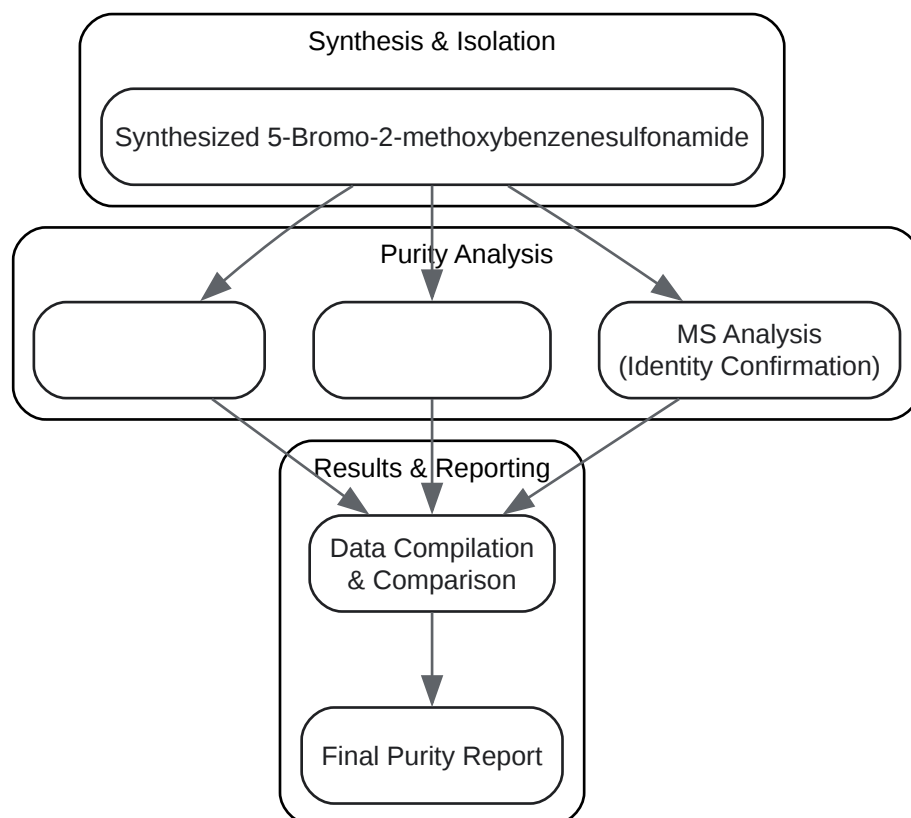 Synthesis & Isolation
Synthesized 5-Bromo-2-methoxybenzenesulfonamide
Purity Analysis
MS Analysis
(Identity Confirmation)
Results & Reporting
Data Compilation
& Comparison
Final Purity Report